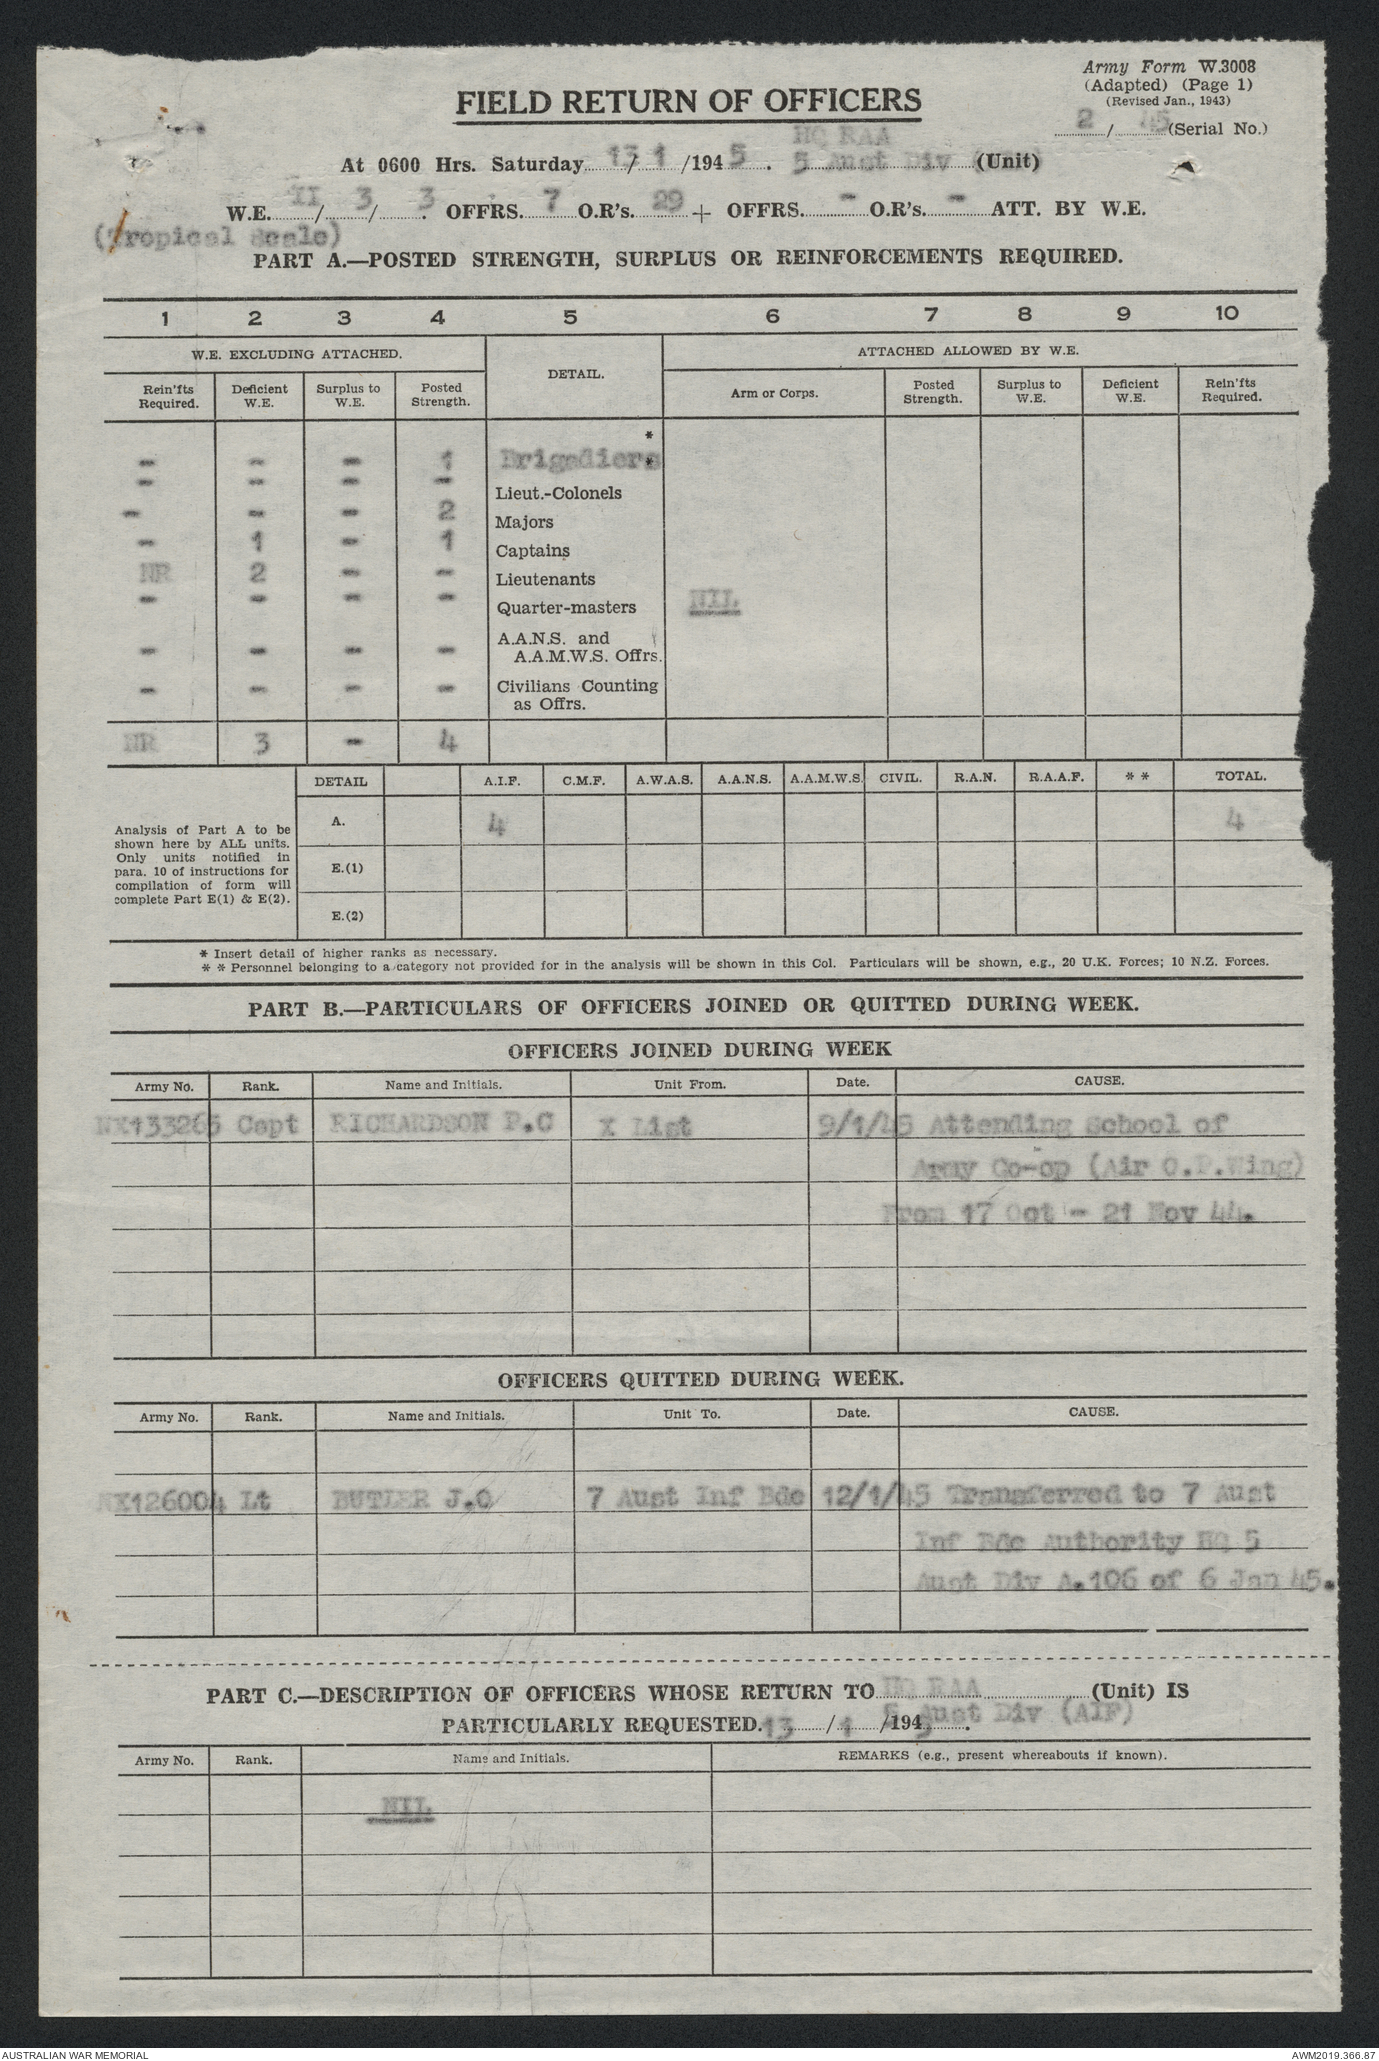 Army Form W.3008
(Adapted) (Page 1)
(Revised Jan., 1943)
FIELD RETURN OF OFFICERS
2 / 45 (Serial No.)
HQ RAA
At 0600 Hrs. Saturday 13/1/1945. 5 Aust Div (Unit)
W.E. II/3/3. OFFRS. 7 O.R's. 29 + OFFRS. - O.R's. - ATT. BY W.E.
(Tropical Scale)
PART A.—POSTED STRENGTH, SURPLUS OR REINFORCEMENTS REQUIRED.
1 2 3 4 5 6 7 8 9 10
W.E. EXCLUDING ATTACHED. DETAIL. ATTACHED ALLOWED BY W.E.
Rein'fts Required. Deficient W.E. Surplus to W.E. Posted Strength. Arm or Corps. Posted Strength. Surplus to W.E. Deficient W.E. Rein'fts Required.
*
- - - 1 Brigadiers *
- - - - Lieut.-Colonels
- - - 2 Majors
- 1 - 1 Captains
NR 2 - - Lieutenants
- - - - Quarter-masters NIL
- - - - A.A.N.S. and A.A.M.W.S. Offrs.
- - - - Civilians Counting as Offrs.
NR 3 - 4
DETAIL A.I.F. C.M.F. A.W.A.S. A.A.N.S. A.A.M.W.S. CIVIL. R.A.N. R.A.A.F. * * TOTAL.
A. 4 4
E.(1)
E.(2)
Analysis of Part A to be
shown here by ALL units.
Only units notified in
para. 10 of instructions for
compilation of form will
complete Part E(1) & E(2).
* Insert detail of higher ranks as necessary.
* * Personnel belonging to a category not provided for in the analysis will be shown in this Col. Particulars will be shown, e.g., 20 U.K. Forces; 10 N.Z. Forces.
PART B.—PARTICULARS OF OFFICERS JOINED OR QUITTED DURING WEEK.
OFFICERS JOINED DURING WEEK
Army No. Rank. Name and Initials. Unit From. Date. CAUSE.
NX133265 Capt RICHARDSON P.C X List 9/1/45 Attending School of
Army Co-op (Air O.P.Wing)
From 17 Oct - 21 Nov 44.
OFFICERS QUITTED DURING WEEK.
Army No. Rank. Name and Initials. Unit To. Date. CAUSE.
NX126004 Lt BUTLER J.O 7 Aust Inf Bde 12/1/45 Transferred to 7 Aust
Inf Bde Authority HQ 5
Aust Div A.106 of 6 Jan 45.
PART C.—DESCRIPTION OF OFFICERS WHOSE RETURN TO HQ RAA (Unit) IS
5 Aust Div (AIF)
PARTICULARLY REQUESTED. 13/1/1945.
Army No. Rank. Name and Initials. REMARKS (e.g., present whereabouts if known).
NIL
AUSTRALIAN WAR MEMORIAL AWM2019.366.87